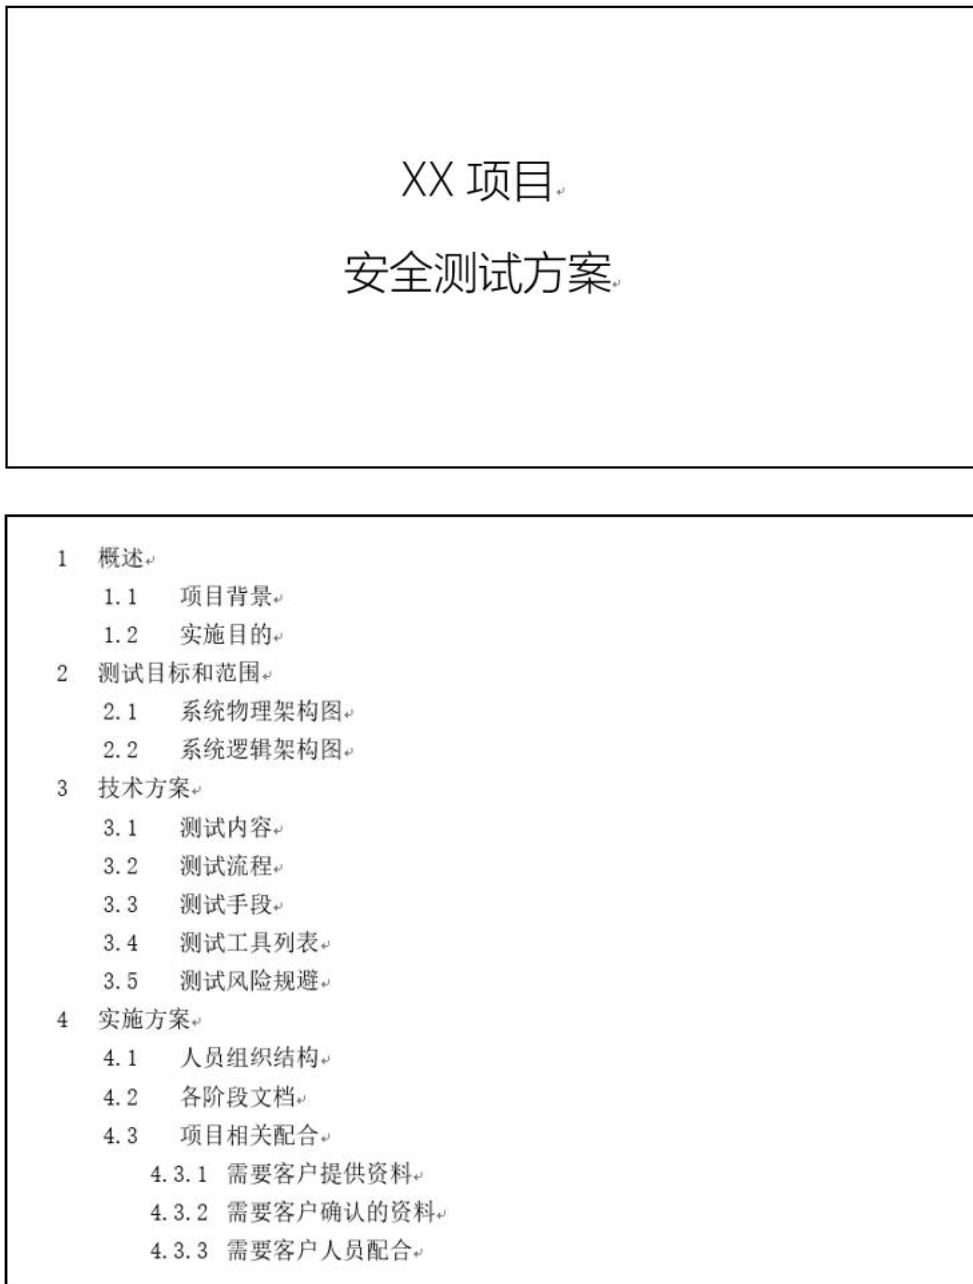 XX 项目
安全测试方案
1 概述
1.1 项目背景
1.2 实施目的
2 测试目标和范围
2.1 系统物理架构图
2.2 系统逻辑架构图
3 技术方案
3.1 测试内容
3.2 测试流程
3.3 测试手段
3.4 测试工具列表
3.5 测试风险规避
4 实施方案
4.1 人员组织结构
4.2 各阶段文档
4.3 项目相关配合
4.3.1 需要客户提供资料
4.3.2 需要客户确认的资料
4.3.3 需要客户人员配合